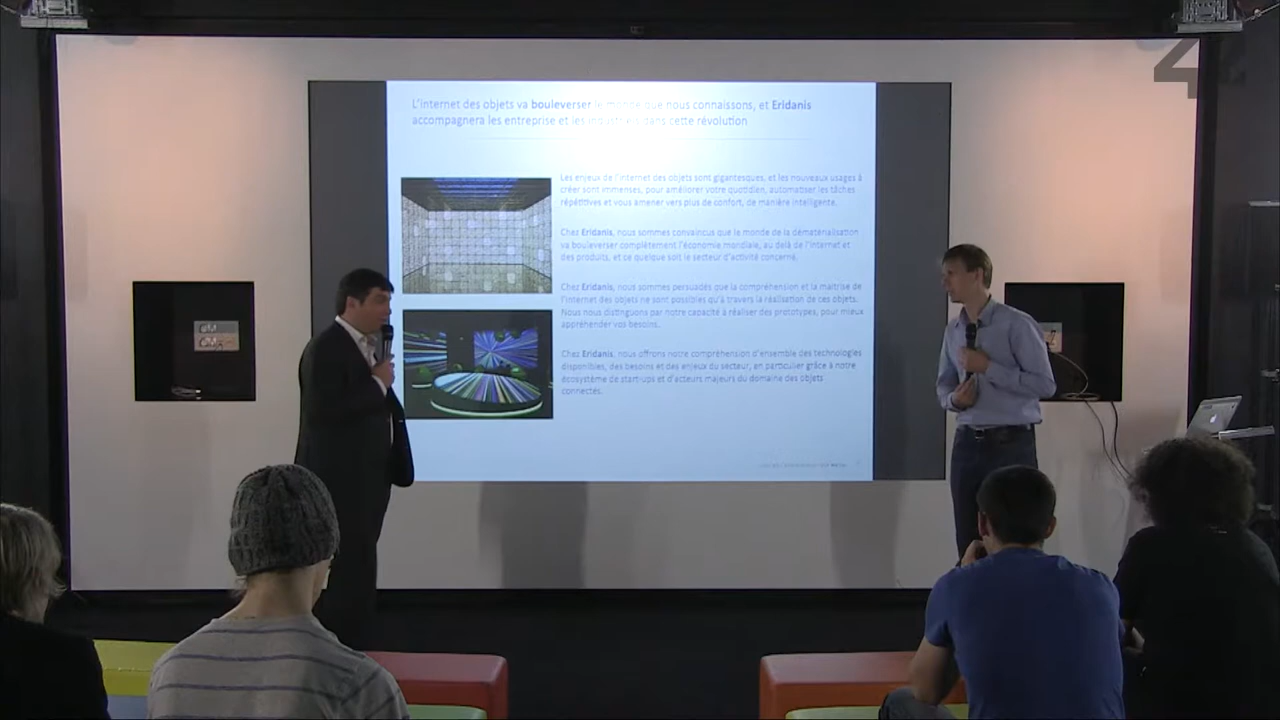 42
L'internet des objets va bouleverser le monde que nous connaissons, et Eridanis
accompagnera les entreprise et les industriels dans cette révolution
Les enjeux de l'internet des objets sont gigantesques, et les nouveaux usages à
créer sont immenses, pour améliorer votre quotidien, automatiser les tâches
répétitives et vous amener vers plus de confort, de manière intelligente.
Chez Eridanis, nous sommes convaincus que le monde de la dématérialisation
va bouleverser complètement l'économie mondiale, au delà de l'internet et
des produits, et ce quelque soit le secteur d'activité concerné.
Chez Eridanis, nous sommes persuadés que la compréhension et la maitrise de
l'internet des objets ne sont possibles qu'à travers la réalisation de ces objets.
Nous nous distinguons par notre capacité à réaliser des prototypes, pour mieux
appréhender vos besoins.
Chez Eridanis, nous offrons notre compréhension d'ensemble des technologies
disponibles, des besoins et des enjeux du secteur, en particulier grâce à notre
écosystème de start-ups et d'acteurs majeurs du domaine des objets
connectés.